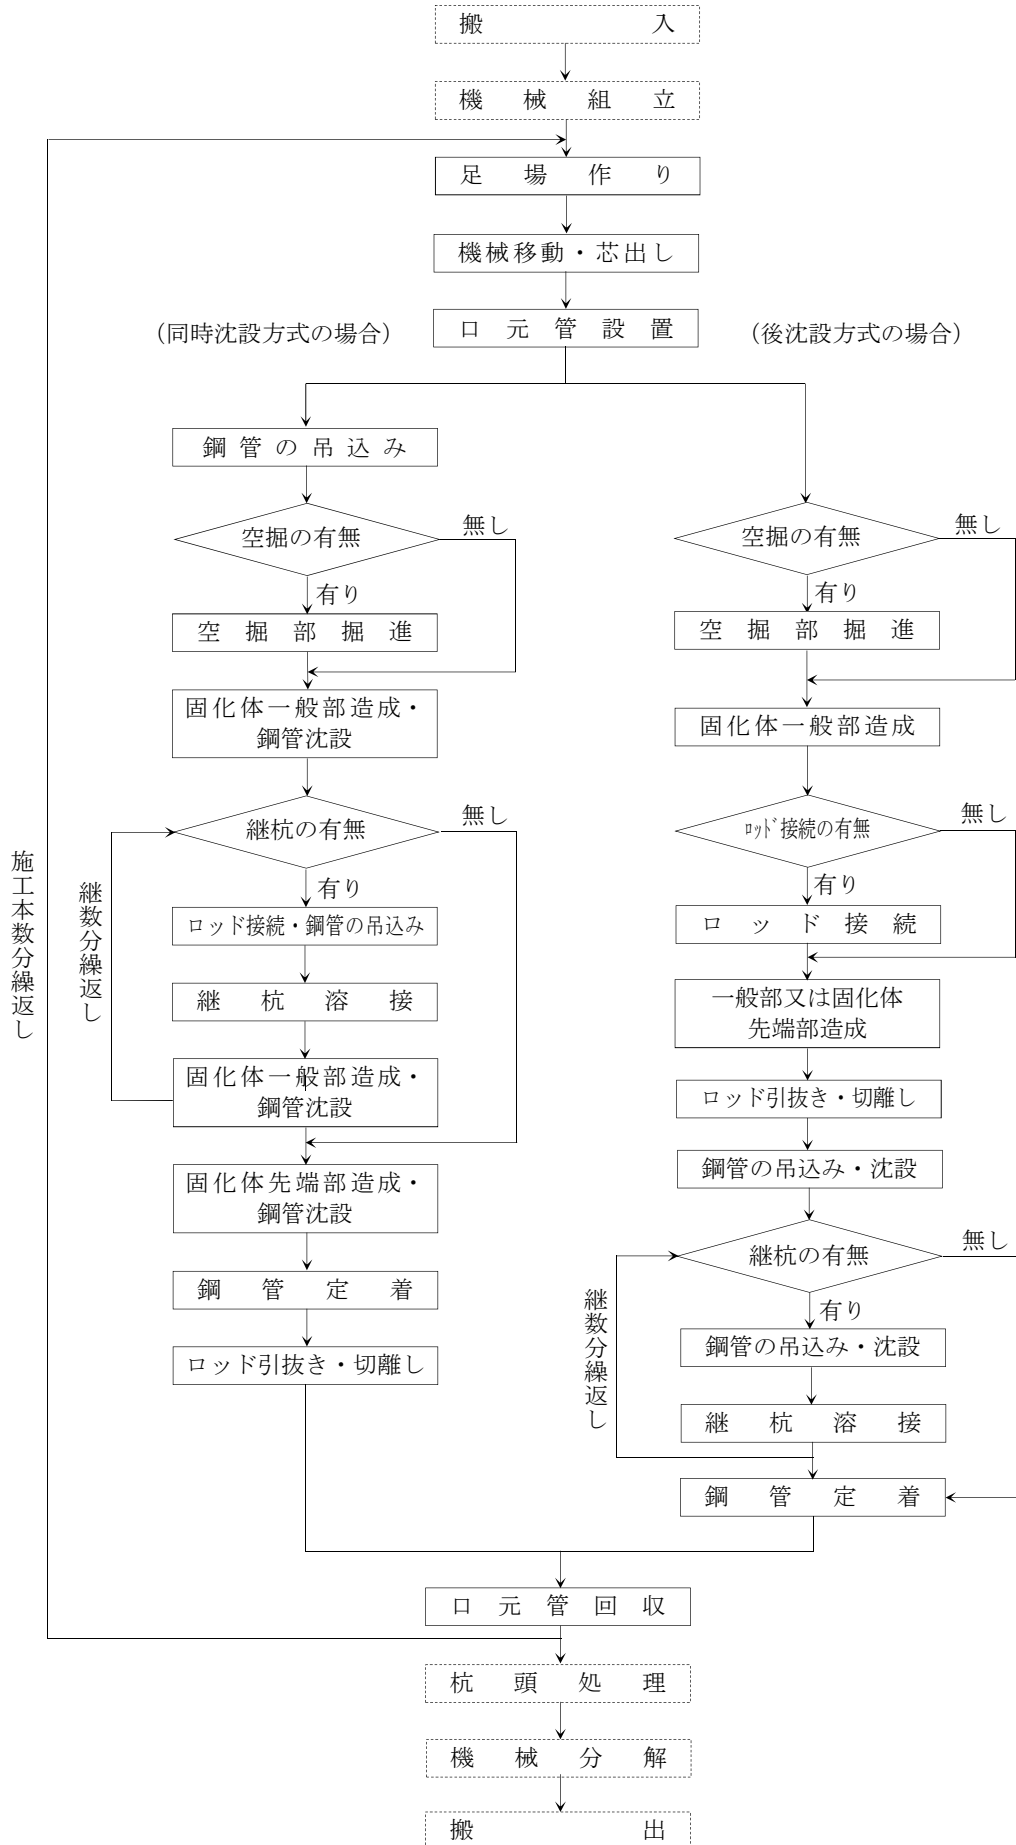 搬入
機械組立
足場作り
機械移動・芯出し
口元管設置
（同時沈設方式の場合）
（後沈設方式の場合）
鋼管の吊込み
空掘の有無
無し
有り
空掘部掘進
固化体一般部造成・
鋼管沈設
継杭の有無
無し
有り
ロッド接続・鋼管の吊込み
継杭溶接
固化体一般部造成・
鋼管沈設
継数分繰返し
固化体先端部造成・
鋼管沈設
鋼管定着
ロッド引抜き・切離し
空掘の有無
無し
有り
空掘部掘進
固化体一般部造成
ﾛｯﾄﾞ接続の有無
無し
有り
ロッド接続
一般部又は固化体
先端部造成
ロッド引抜き・切離し
鋼管の吊込み・沈設
継杭の有無
無し
有り
鋼管の吊込み・沈設
継杭溶接
継数分繰返し
鋼管定着
口元管回収
施工本数分繰返し
杭頭処理
機械分解
搬出